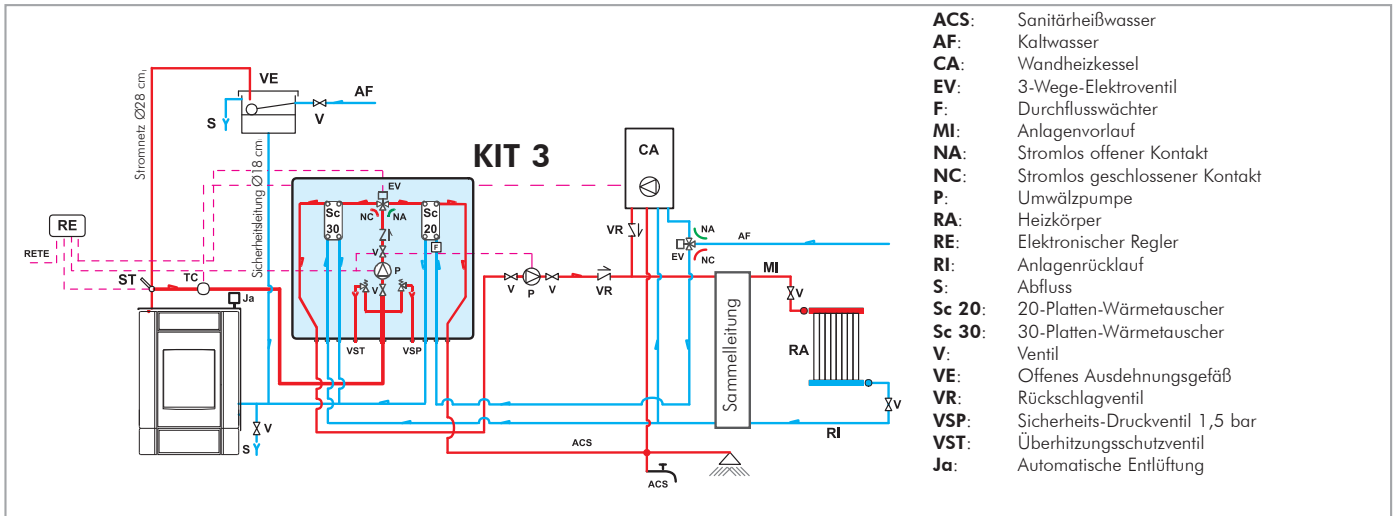 Stromnetz Ø28 cm
VE
AF
S
V
Sicherheitsleitung Ø18 cm
KIT 3
CA
RE
RETE
EV
Sc
30
NC
NA
Sc
20
F
V
P
V
VR
NA
EV
NC
AF
ST
TC
Ja
V
P
V
VR
MI
V
VST
VSP
Sammelleitung
RA
V
S
V
RI
ACS
ACS
ACS: Sanitärheißwasser
AF: Kaltwasser
CA: Wandheizkessel
EV: 3-Wege-Elektroventil
F: Durchflusswächter
MI: Anlagenvorlauf
NA: Stromlos offener Kontakt
NC: Stromlos geschlossener Kontakt
P: Umwälzpumpe
RA: Heizkörper
RE: Elektronischer Regler
RI: Anlagenrücklauf
S: Abfluss
Sc 20: 20-Platten-Wärmetauscher
Sc 30: 30-Platten-Wärmetauscher
V: Ventil
VE: Offenes Ausdehnungsgefäß
VR: Rückschlagventil
VSP: Sicherheits-Druckventil 1,5 bar
VST: Überhitzungsschutzventil
Ja: Automatische Entlüftung